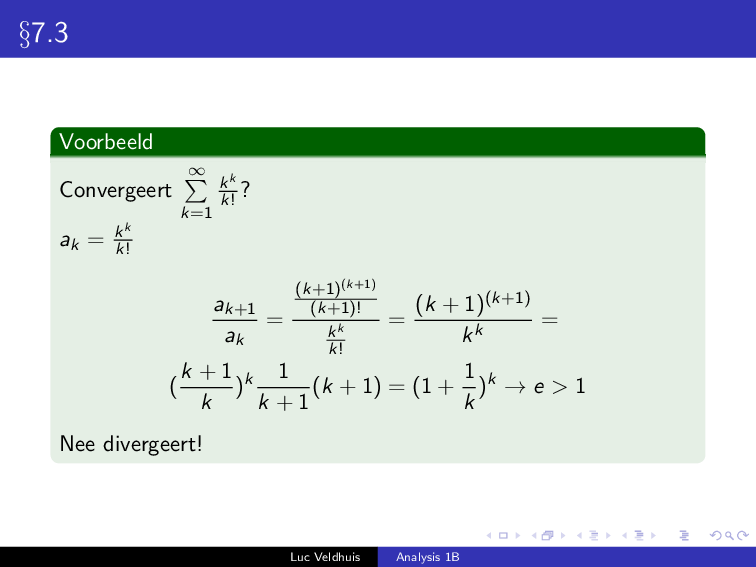 §7.3
Voorbeeld
Convergeert $\sum\limits_{k=1}^{\infty} \frac{k^k}{k!}$?
$a_k = \frac{k^k}{k!}$
$\frac{a_{k+1}}{a_k} = \frac{\frac{(k+1)^{(k+1)}}{(k+1)!}}{\frac{k^k}{k!}} = \frac{(k+1)^{(k+1)}}{k^k} =$
$(\frac{k+1}{k})^k \frac{1}{k+1}(k+1) = (1 + \frac{1}{k})^k \to e > 1$
Nee divergeert!
Luc Veldhuis Analysis 1B